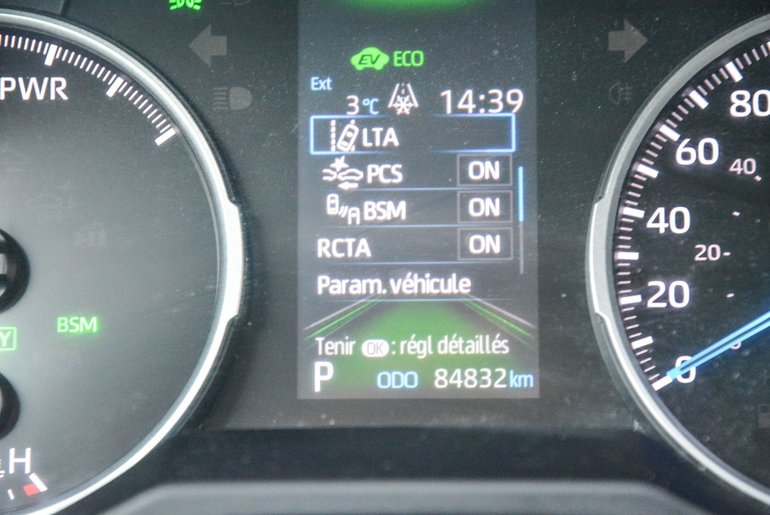 PWR
EV ECO
Ext
3°C 14:39
LTA
PCS ON
BSM ON
RCTA ON
Param. véhicule
Tenir OK : régl détaillés
P ODO 84832 km
BSM
Y
H
80
60
40
20
0
40
20